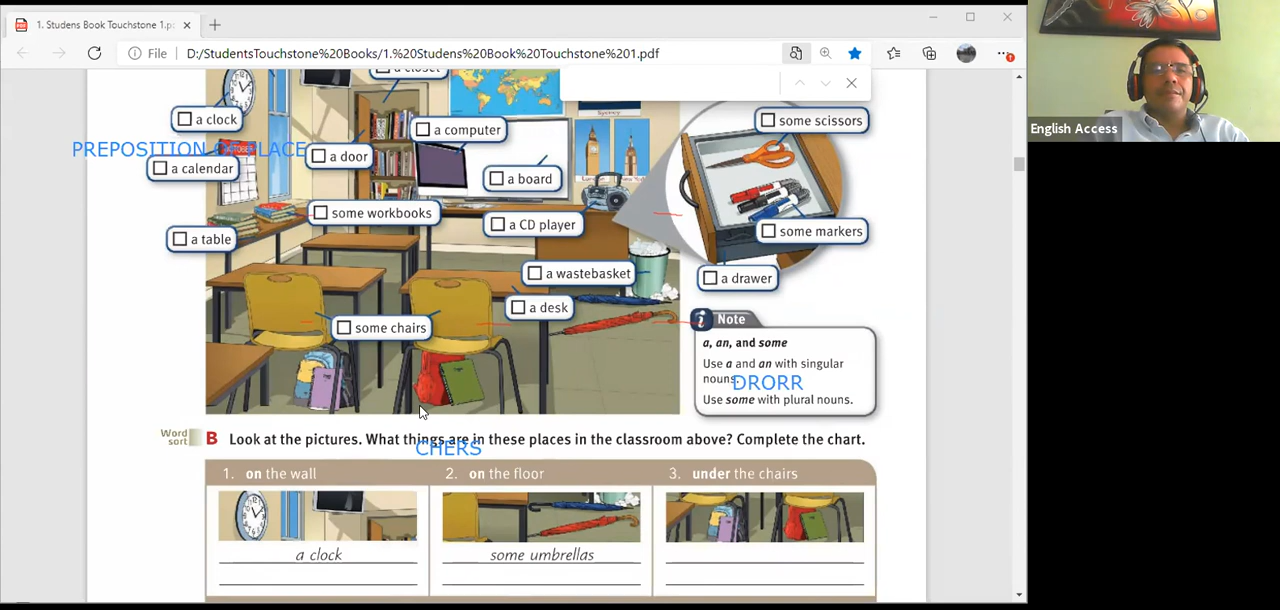 1. Studens Book Touchstone 1.p
File
D:/StudentsTouchstone%20Books/1.%20Studens%20Book%20Touchstone%201.pdf
English Access
a closet
a clock
a computer
some scissors
PREPOSITION OF PLACE
OCTOBER
a door
a calendar
a board
some workbooks
a CD player
some markers
a table
a wastebasket
a drawer
a desk
some chairs
Note
a, an, and some
Use a and an with singular
nouns.
DRORR
Use some with plural nouns.
Word
sort
B Look at the pictures. What things are in these places in the classroom above? Complete the chart.
CHERS
1. on the wall
2. on the floor
3. under the chairs
a clock
some umbrellas